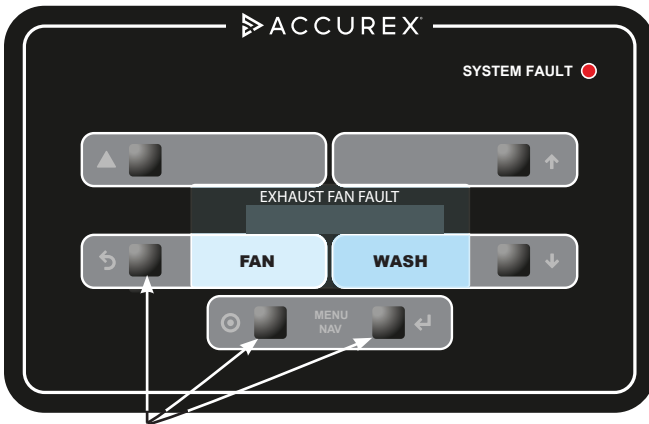 ACCUREX
SYSTEM FAULT
EXHAUST FAN FAULT
FAN
WASH
MENU
NAV